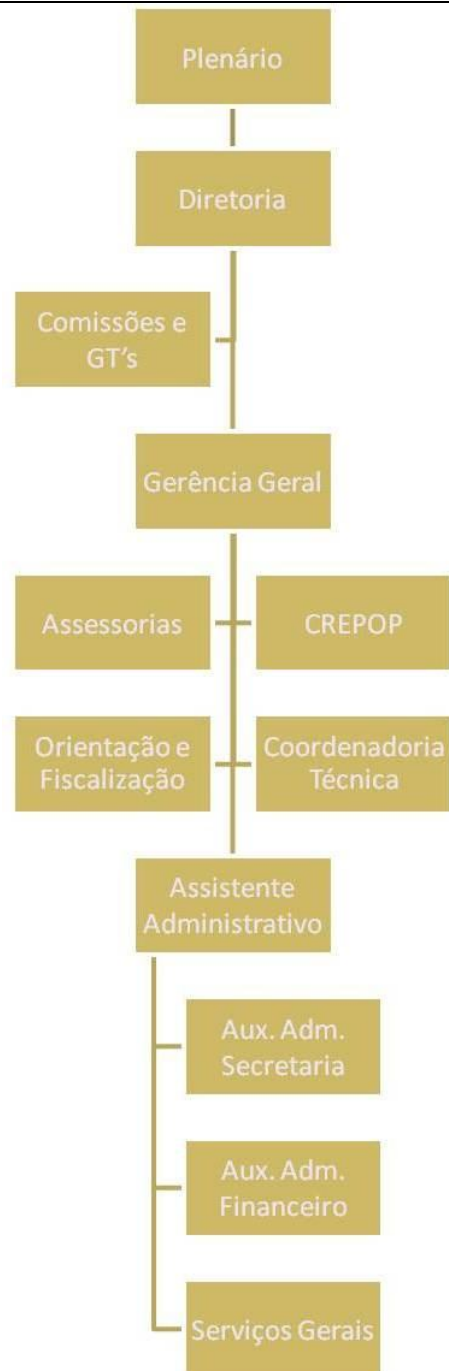 Plenário
Diretoria
Comissões e
GT's
Gerência Geral
Assessorias
CREPOP
Orientação e
Fiscalização
Coordenadoria
Técnica
Assistente
Administrativo
Aux. Adm.
Secretaria
Aux. Adm.
Financeiro
Serviços Gerais